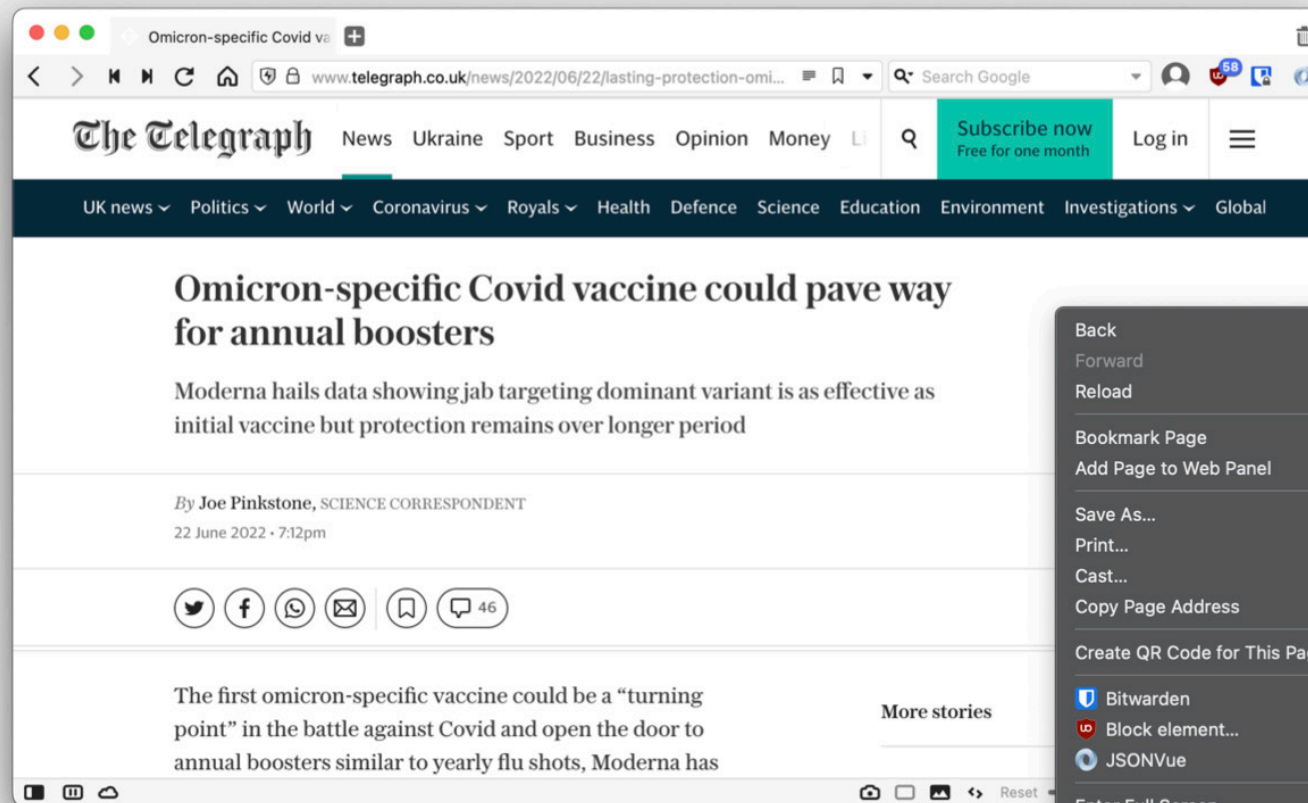 Omicron-specific Covid va
www.telegraph.co.uk/news/2022/06/22/lasting-protection-omi...
Search Google
58
The Telegraph
News Ukraine Sport Business Opinion Money Li
Subscribe now
Free for one month
Log in
UK news Politics World Coronavirus Royals Health Defence Science Education Environment Investigations Global
Omicron-specific Covid vaccine could pave way
for annual boosters
Moderna hails data showing jab targeting dominant variant is as effective as
initial vaccine but protection remains over longer period
By Joe Pinkstone, SCIENCE CORRESPONDENT
22 June 2022 • 7:12pm
46
The first omicron-specific vaccine could be a “turning
point” in the battle against Covid and open the door to
annual boosters similar to yearly flu shots, Moderna has
More stories
Back
Forward
Reload
Bookmark Page
Add Page to Web Panel
Save As...
Print...
Cast...
Copy Page Address
Create QR Code for This Pag
Bitwarden
Block element...
JSONVue
Enter Full Screen
Reset